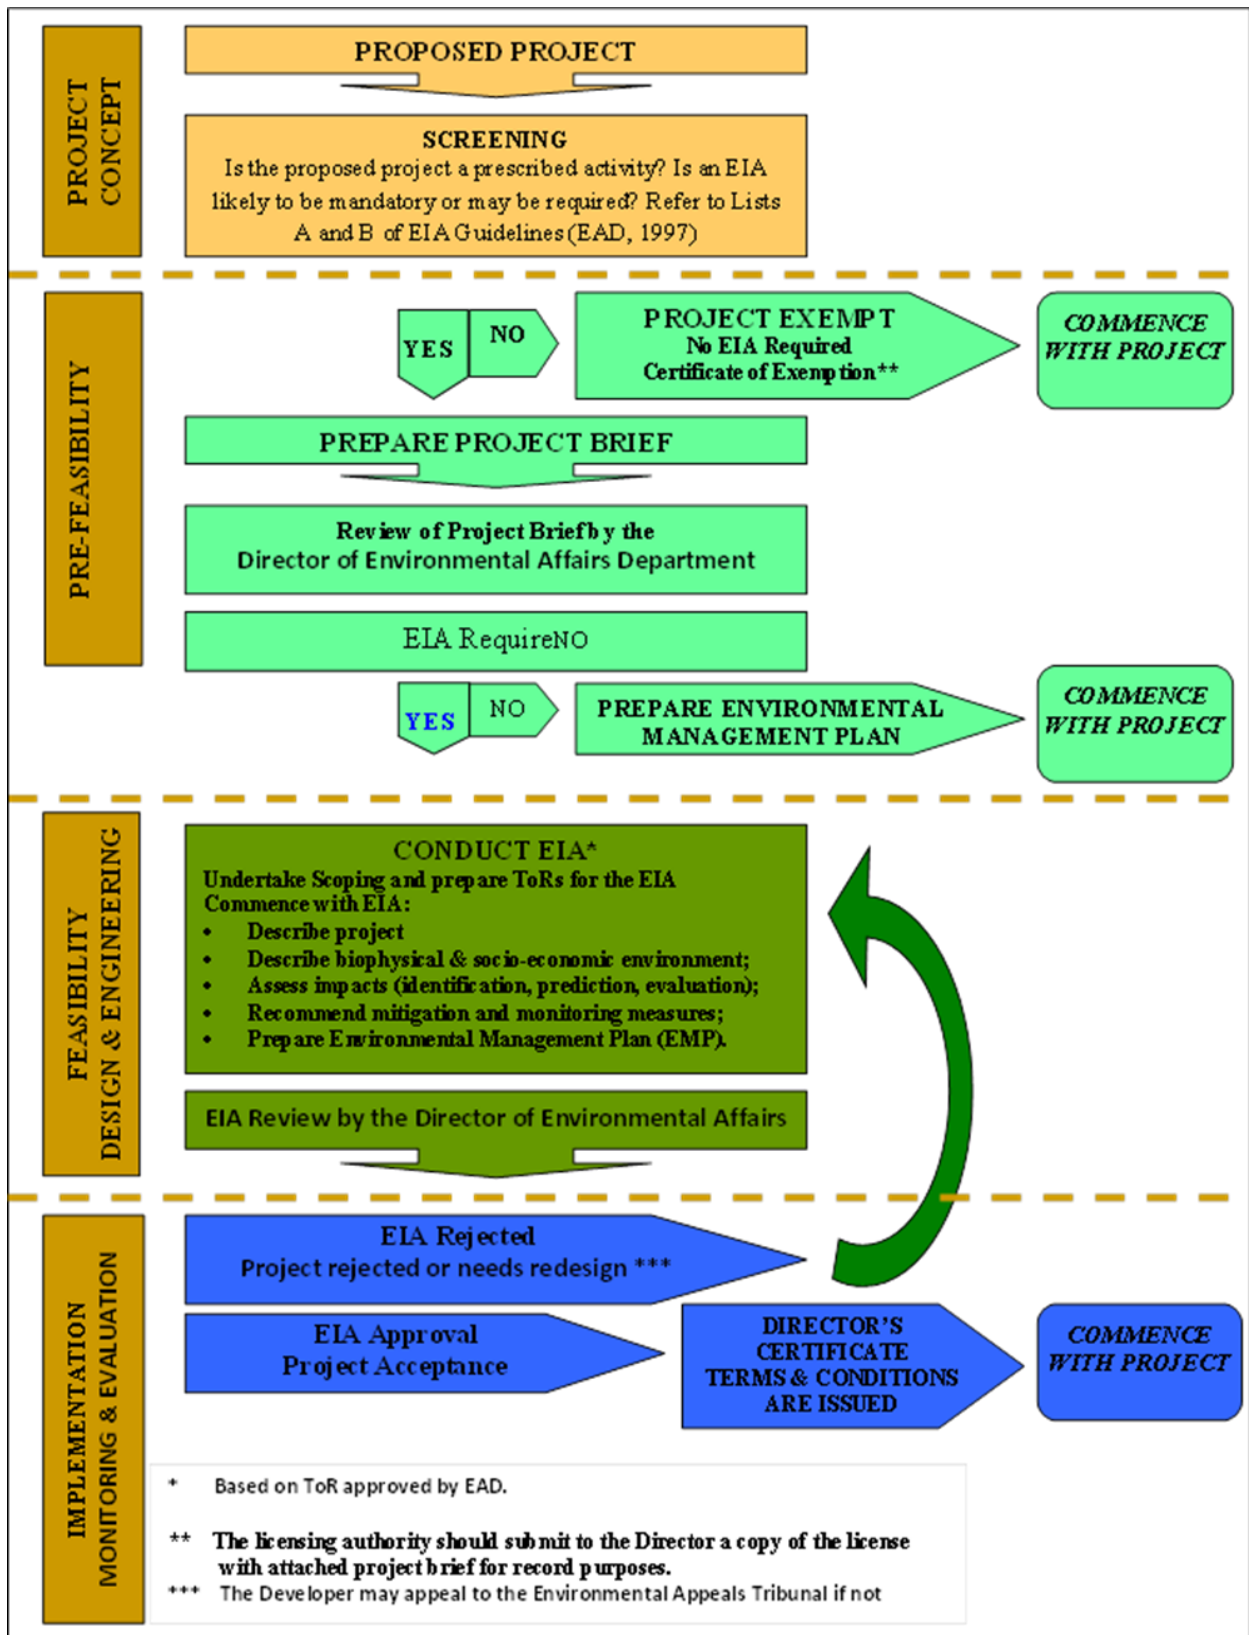 PROJECT
CONCEPT
PROPOSED PROJECT
SCREENING
Is the proposed project a prescribed activity? Is an EIA
likely to be mandatory or may be required? Refer to Lists
A and B of EIA Guidelines (EAD, 1997)
PRE-FEASIBILITY
YES
NO
PROJECT EXEMPT
No EIA Required
Certificate of Exemption**
COMMENCE
WITH PROJECT
PREPARE PROJECT BRIEF
Review of Project Brief by the
Director of Environmental Affairs Department
EIA RequireNO
YES
NO
PREPARE ENVIRONMENTAL
MANAGEMENT PLAN
COMMENCE
WITH PROJECT
FEASIBILITY
DESIGN & ENGINEERING
CONDUCT EIA*
Undertake Scoping and prepare ToRs for the EIA
Commence with EIA:
• Describe project
• Describe biophysical & socio-economic environment;
• Assess impacts (identification, prediction, evaluation);
• Recommend mitigation and monitoring measures;
• Prepare Environmental Management Plan (EMP).
EIA Review by the Director of Environmental Affairs
IMPLEMENTATION
MONITORING & EVALUATION
EIA Rejected
Project rejected or needs redesign ***
EIA Approval
Project Acceptance
DIRECTOR'S
CERTIFICATE
TERMS & CONDITIONS
ARE ISSUED
COMMENCE
WITH PROJECT
* Based on ToR approved by EAD.
** The licensing authority should submit to the Director a copy of the license
with attached project brief for record purposes.
*** The Developer may appeal to the Environmental Appeals Tribunal if not